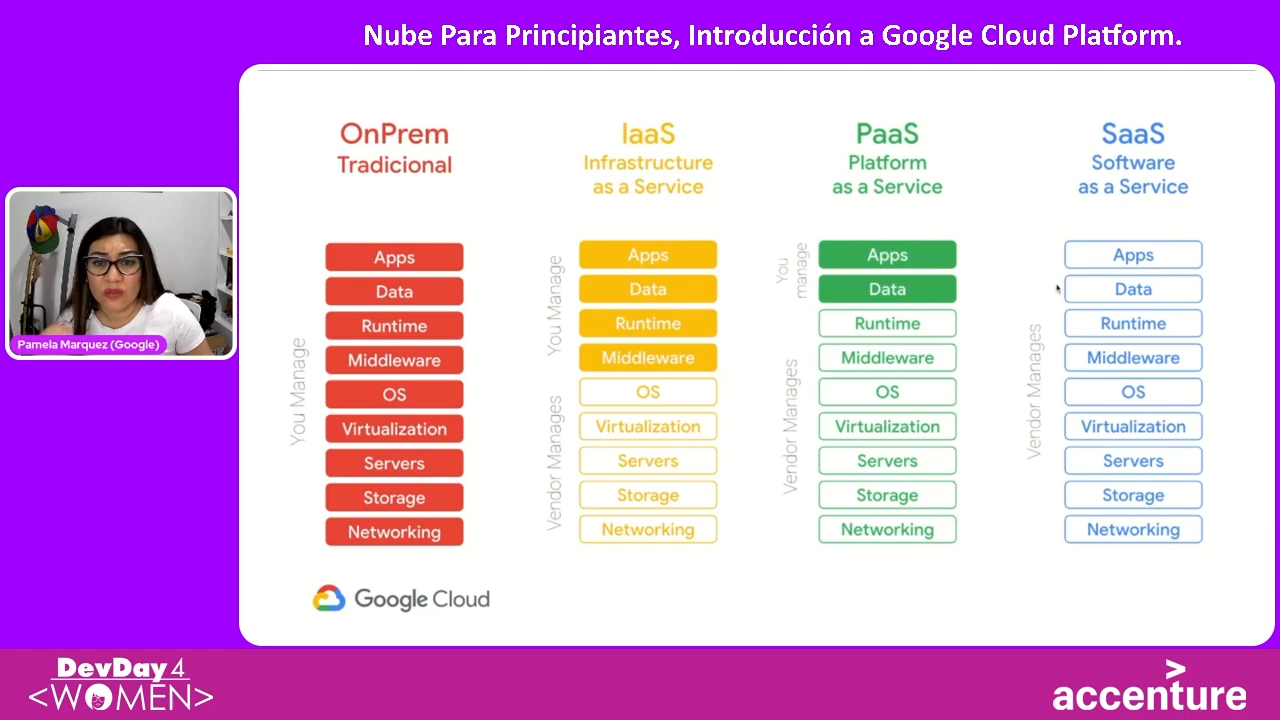 Nube Para Principiantes, Introducción a Google Cloud Platform.
Pamela Marquez (Google)
OnPrem
Tradicional
You Manage
Apps
Data
Runtime
Middleware
OS
Virtualization
Servers
Storage
Networking
IaaS
Infrastructure
as a Service
You Manage
Vendor Manages
Apps
Data
Runtime
Middleware
OS
Virtualization
Servers
Storage
Networking
PaaS
Platform
as a Service
You
manage
Vendor Manages
Apps
Data
Runtime
Middleware
OS
Virtualization
Servers
Storage
Networking
SaaS
Software
as a Service
Vendor Manages
Apps
Data
Runtime
Middleware
OS
Virtualization
Servers
Storage
Networking
Google Cloud
DevDay4
<WOMEN>
accenture